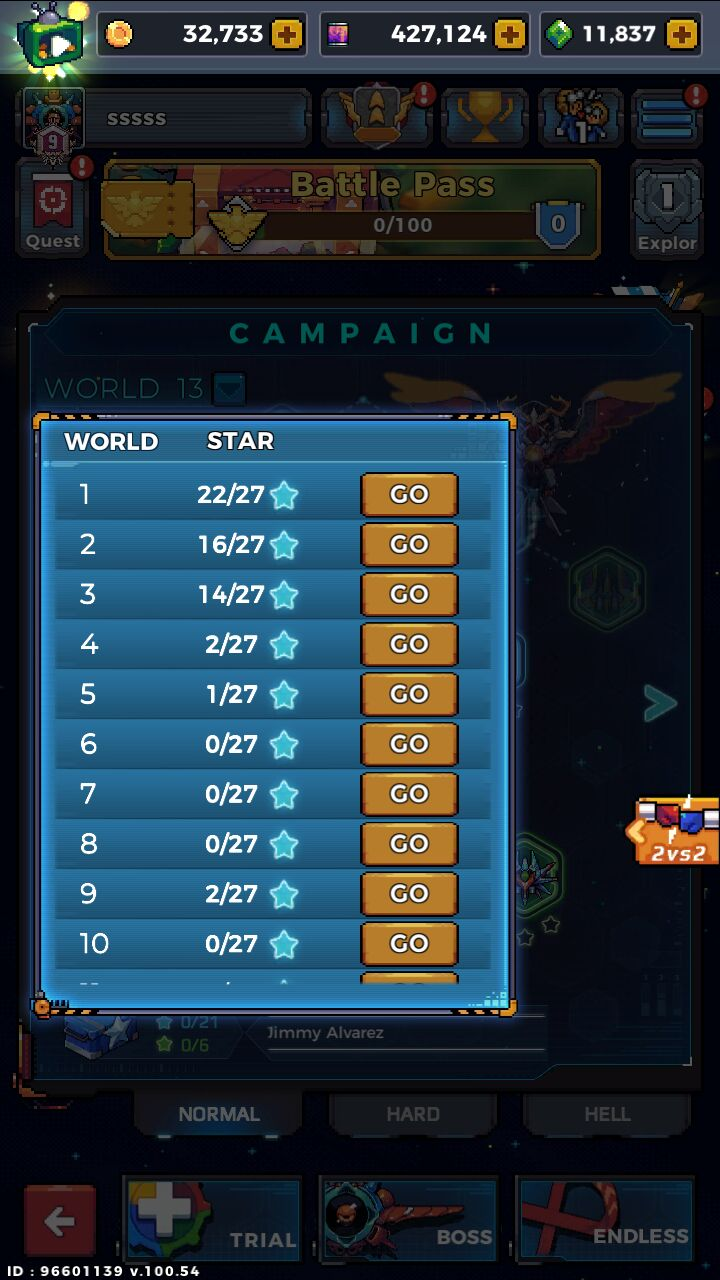 32,733
427,124
11,837
9
sssss
1
Battle Pass
0/100
0
Quest
1
Explor
CAMPAIGN
WORLD 13
WORLD STAR
1 22/27 GO
2 16/27 GO
3 14/27 GO
4 2/27 GO
5 1/27 GO
6 0/27 GO
7 0/27 GO
8 0/27 GO
9 2/27 GO
10 0/27 GO
2vs2
0/21
0/6
Jimmy Alvarez
NORMAL HARD HELL
TRIAL BOSS ENDLESS
ID : 96601139 v.100.54